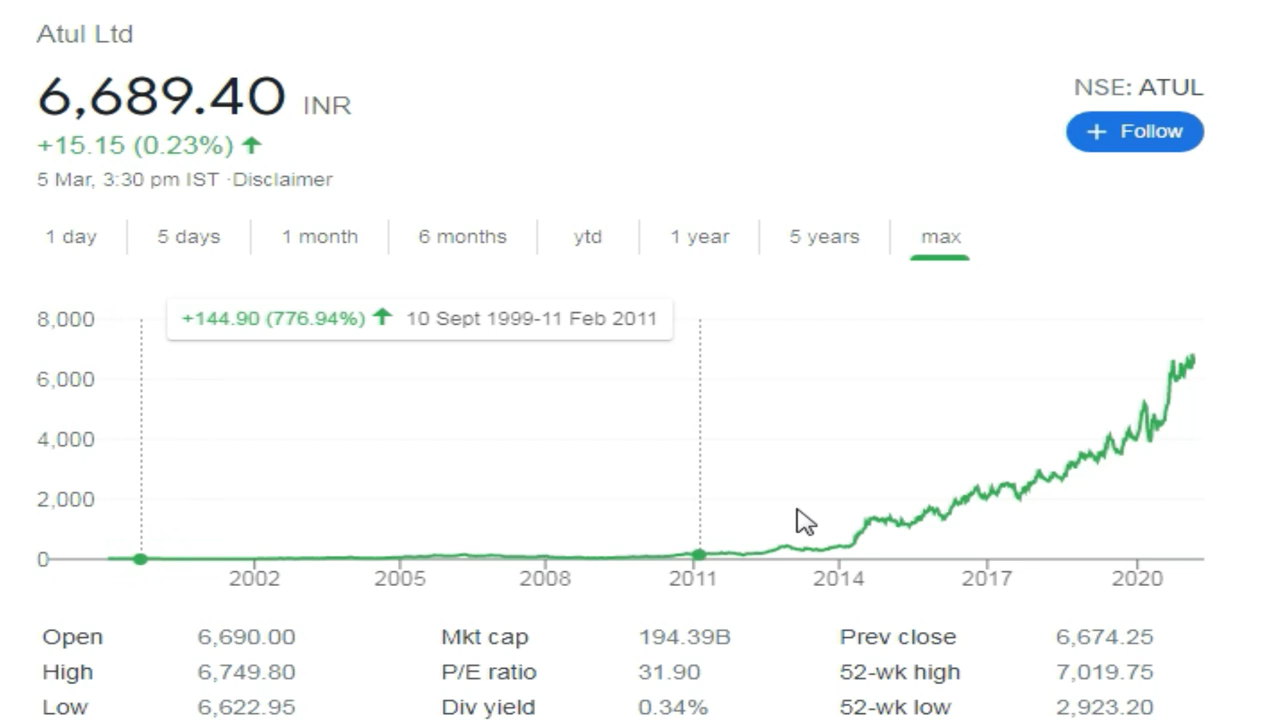 Atul Ltd
6,689.40 INR
NSE: ATUL
+15.15 (0.23%) ↑
+ Follow
5 Mar, 3:30 pm IST ·Disclaimer
1 day 5 days 1 month 6 months ytd 1 year 5 years max
+144.90 (776.94%) ↑ 10 Sept 1999-11 Feb 2011
8,000
6,000
4,000
2,000
0
2002 2005 2008 2011 2014 2017 2020
Open 6,690.00 Mkt cap 194.39B Prev close 6,674.25
High 6,749.80 P/E ratio 31.90 52-wk high 7,019.75
Low 6,622.95 Div yield 0.34% 52-wk low 2,923.20